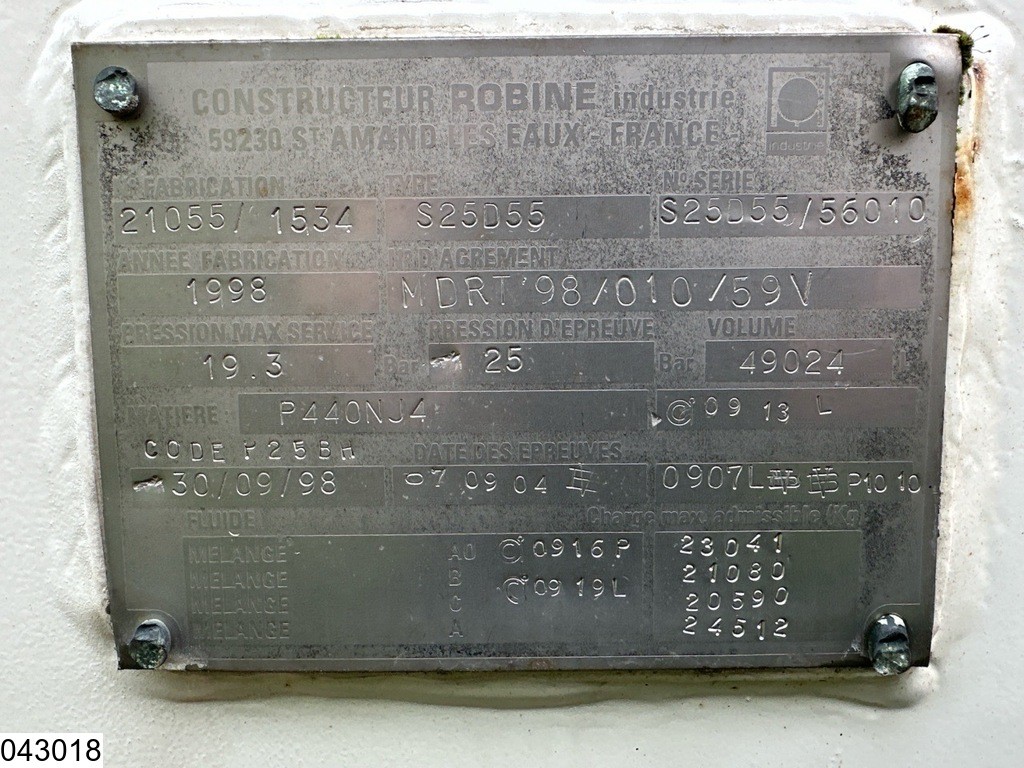 CONSTRUCTEUR ROBINE industrie
59230 ST AMAND LES EAUX - FRANCE
industrie
FABRICATION TYPE N° SERIE
21055/ 1534 S25D55 S25D55/56010
ANNEE FABRICATION N° D'AGREMENT
1998 MDRT 98/010/59V
PRESSION MAX SERVICE PRESSION D'EPREUVE VOLUME
19.3 Bar 25 Bar 49024 L
MATIERE P440NJ4 C 09 13 L
CODE P25BH DATE DES EPREUVES
30/09/98 07 09 04 0907L P10 10
FLUIDE Charge max. admissible (Kg)
MELANGE AO C 0916P 23041
MELANGE B C 0919L 21080
MELANGE C 20590
MELANGE A 24512
043018